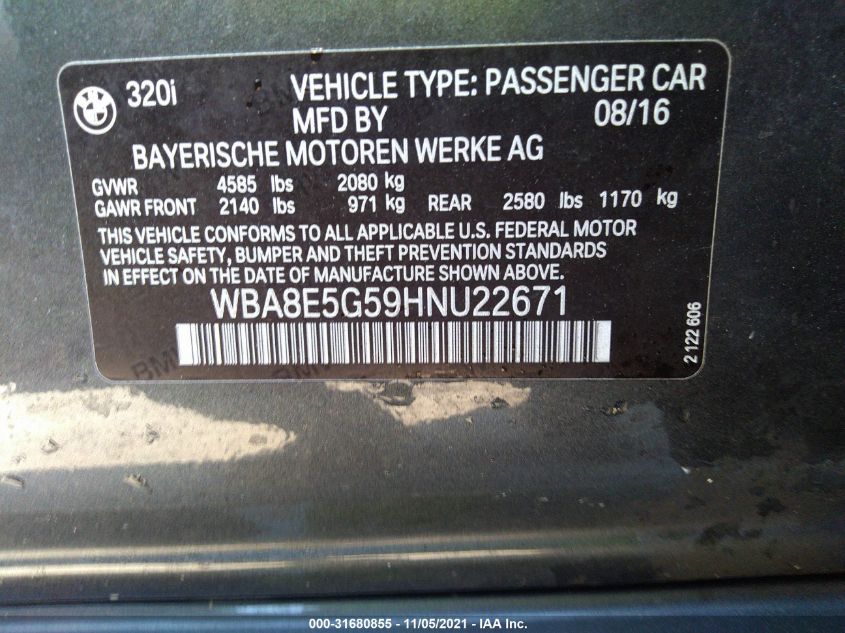 320i VEHICLE TYPE: PASSENGER CAR
MFD BY 08/16
BAYERISCHE MOTOREN WERKE AG
GVWR 4585 lbs 2080 kg
GAWR FRONT 2140 lbs 971 kg REAR 2580 lbs 1170 kg
THIS VEHICLE CONFORMS TO ALL APPLICABLE U.S. FEDERAL MOTOR
VEHICLE SAFETY, BUMPER AND THEFT PREVENTION STANDARDS
IN EFFECT ON THE DATE OF MANUFACTURE SHOWN ABOVE.
WBA8E5G59HNU22671
2 122 606
000-31680855 - 11/05/2021 - IAA Inc.